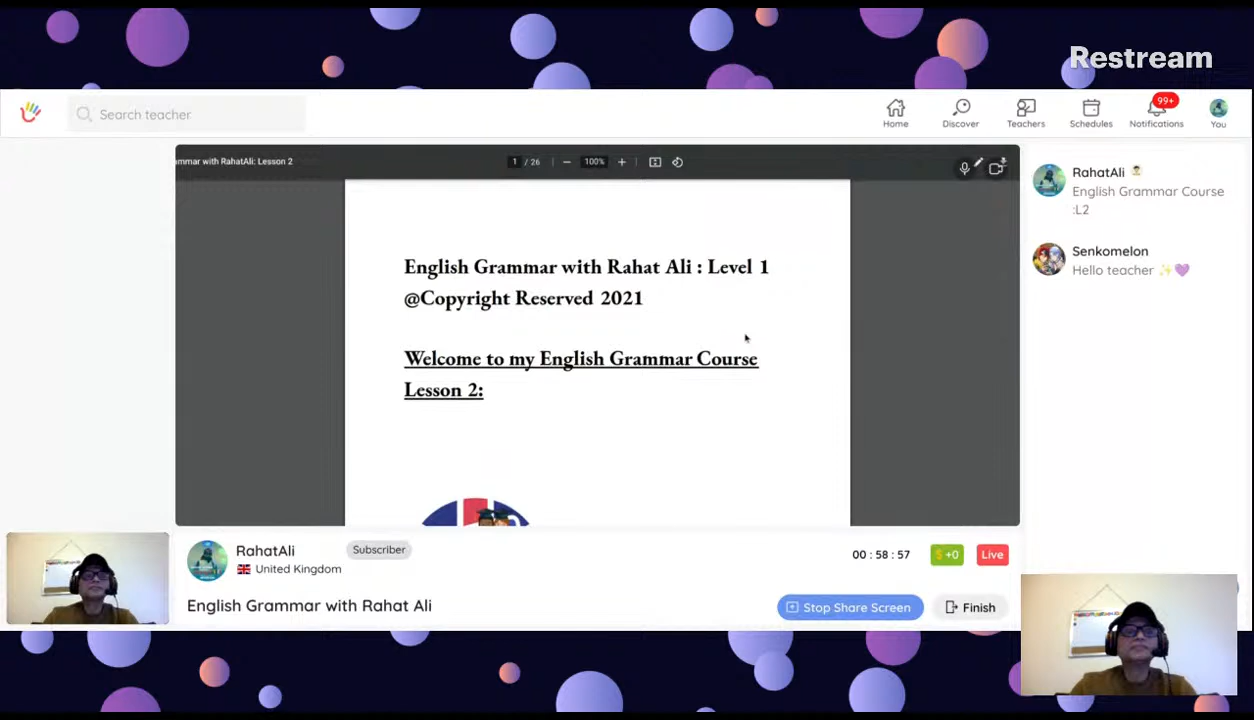 Restream
Search teacher
Home
Discover
Teachers
Schedules
99+
Notifications
You
mmar with RahatAli: Lesson 2
1 / 26
100%
English Grammar with Rahat Ali : Level 1
@Copyright Reserved 2021
Welcome to my English Grammar Course
Lesson 2:
RahatAli
English Grammar Course
:L2
Senkomelon
Hello teacher ✨💜
RahatAli
Subscriber
United Kingdom
00 : 58 : 57
$ +0
Live
English Grammar with Rahat Ali
Stop Share Screen
Finish